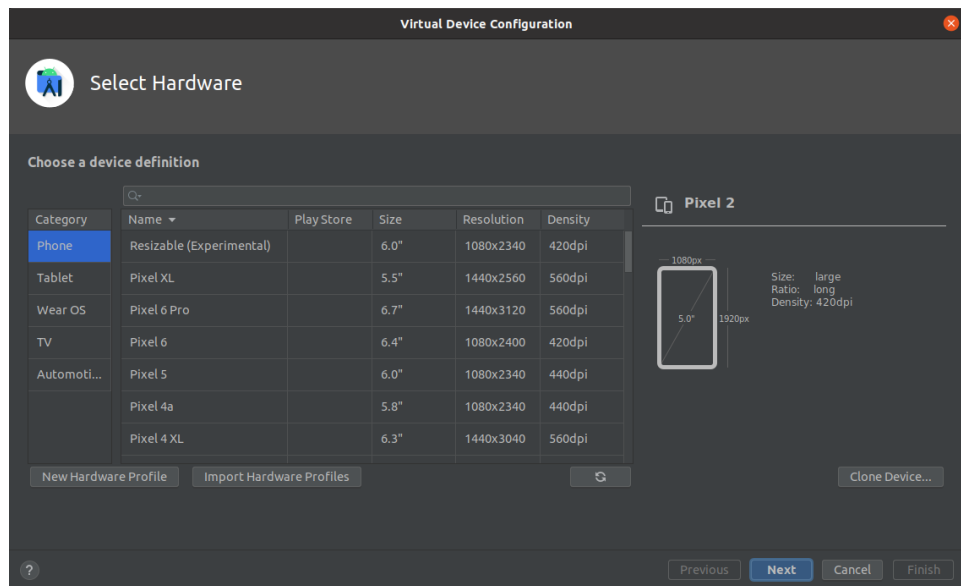 Virtual Device Configuration
Select Hardware
Choose a device definition
Category Name Play Store Size Resolution Density
Phone Resizable (Experimental) 6.0" 1080x2340 420dpi
Tablet Pixel XL 5.5" 1440x2560 560dpi
Wear OS Pixel 6 Pro 6.7" 1440x3120 560dpi
TV Pixel 6 6.4" 1080x2400 420dpi
Automoti... Pixel 5 6.0" 1080x2340 440dpi
Pixel 4a 5.8" 1080x2340 440dpi
Pixel 4 XL 6.3" 1440x3040 560dpi
New Hardware Profile Import Hardware Profiles
Pixel 2
1080px
5.0" 1920px
Size: large
Ratio: long
Density: 420dpi
Clone Device...
? Previous Next Cancel Finish